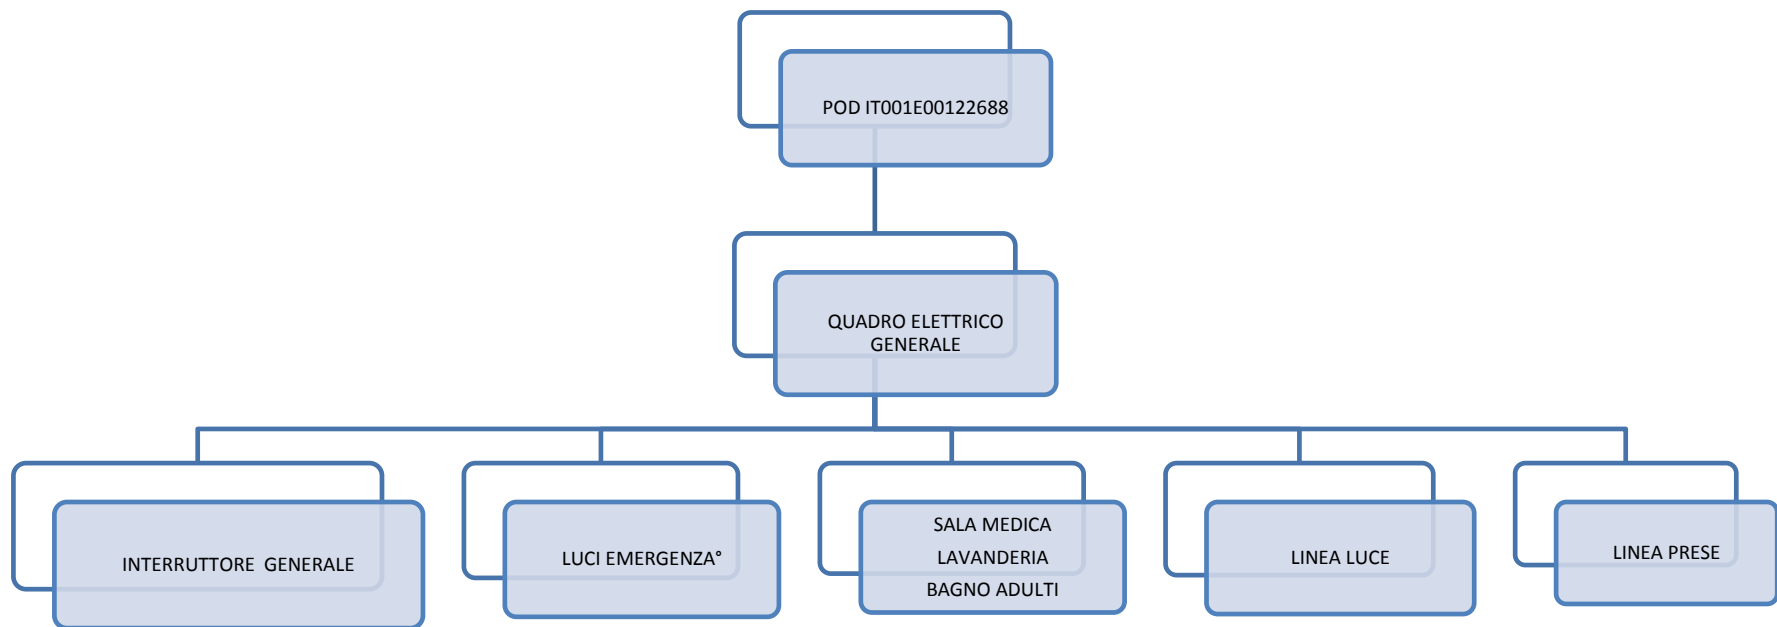 POD IT001E00122688
QUADRO ELETTRICO
GENERALE
INTERRUTTORE GENERALE
LUCI EMERGENZA°
SALA MEDICA
LAVANDERIA
BAGNO ADULTI
LINEA LUCE
LINEA PRESE